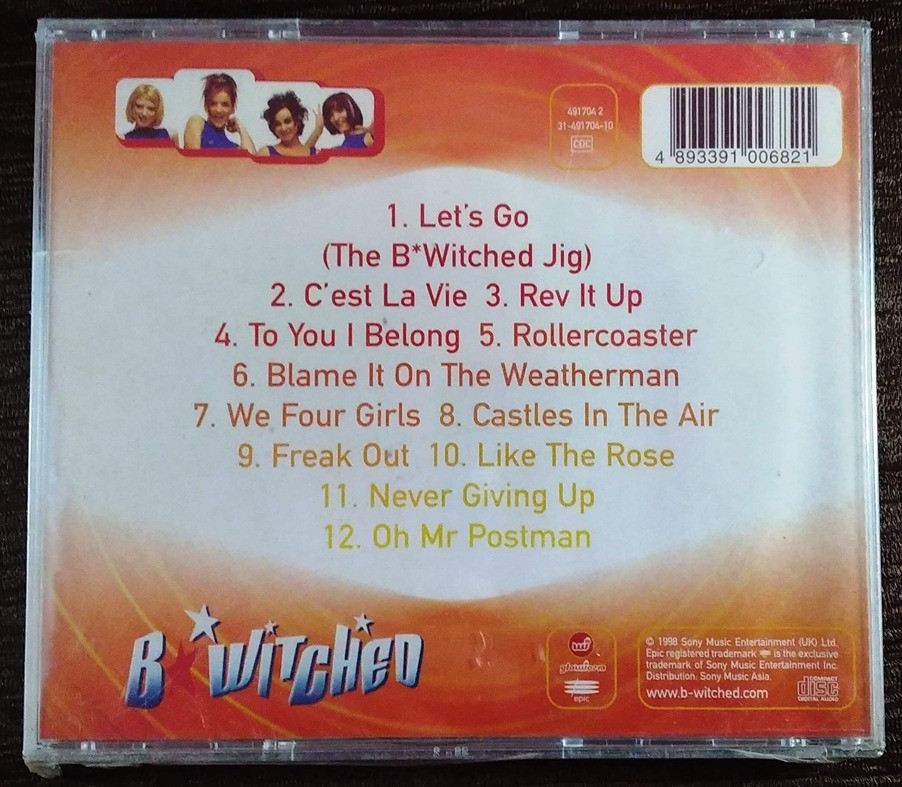 491704 2
31-491704-10
CDC
4 893391 006821
1. Let's Go
(The B*Witched Jig)
2. C'est La Vie 3. Rev It Up
4. To You I Belong 5. Rollercoaster
6. Blame It On The Weatherman
7. We Four Girls 8. Castles In The Air
9. Freak Out 10. Like The Rose
11. Never Giving Up
12. Oh Mr Postman
B*Witched
glowworm
epic
© 1998 Sony Music Entertainment (UK) Ltd.
Epic registered trademark is the exclusive
trademark of Sony Music Entertainment Inc.
Distribution: Sony Music Asia.
www.b-witched.com
COMPACT
disc
DIGITAL AUDIO